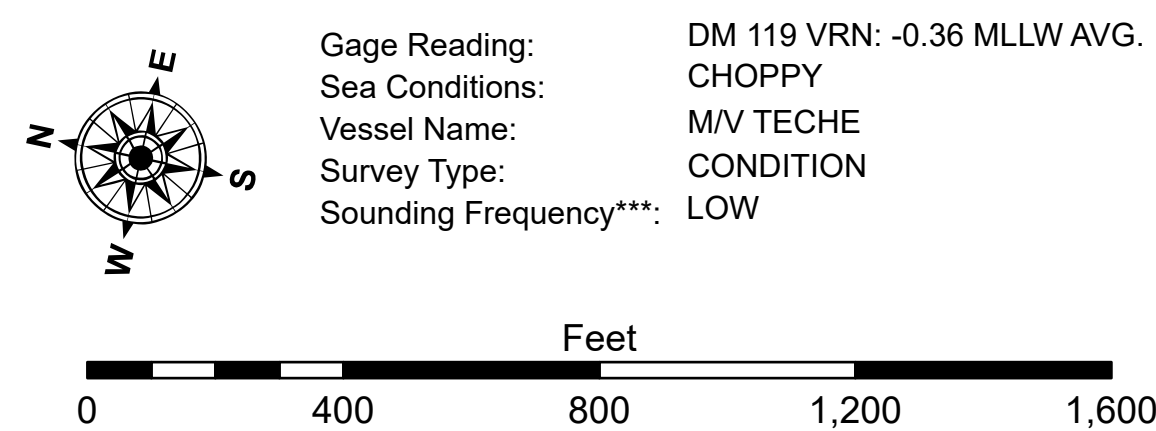 E
N
S
W
Gage Reading: DM 119 VRN: -0.36 MLLW AVG.
Sea Conditions: CHOPPY
Vessel Name: M/V TECHE
Survey Type: CONDITION
Sounding Frequency***: LOW
Feet
0 400 800 1,200 1,600